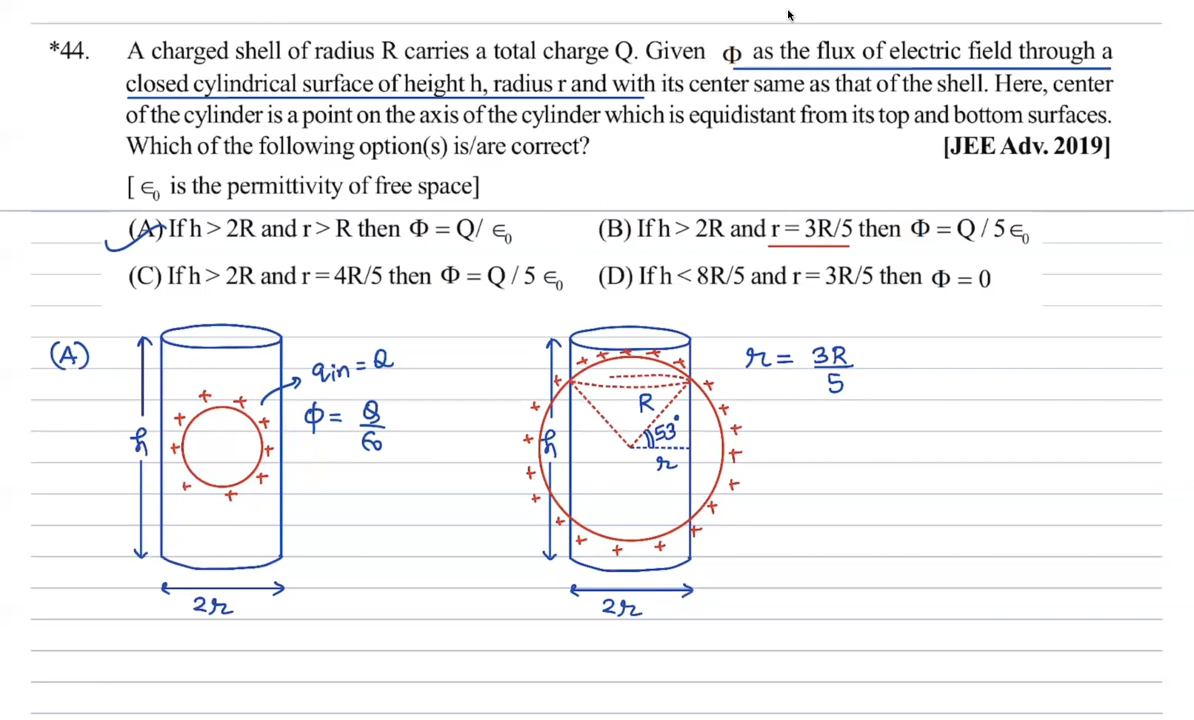 *44. A charged shell of radius R carries a total charge Q. Given Φ as the flux of electric field through a
closed cylindrical surface of height h, radius r and with its center same as that of the shell. Here, center
of the cylinder is a point on the axis of the cylinder which is equidistant from its top and bottom surfaces.
Which of the following option(s) is/are correct? [JEE Adv. 2019]
[ ∈₀ is the permittivity of free space]
(A) If h > 2R and r > R then Φ = Q/ ∈₀ (B) If h > 2R and r = 3R/5 then Φ = Q / 5 ∈₀
(C) If h > 2R and r = 4R/5 then Φ = Q / 5 ∈₀ (D) If h < 8R/5 and r = 3R/5 then Φ = 0
(A)
h
qin = Q
ϕ = Q/ε₀
2r
h
R
53°
r
2r
r = 3R/5